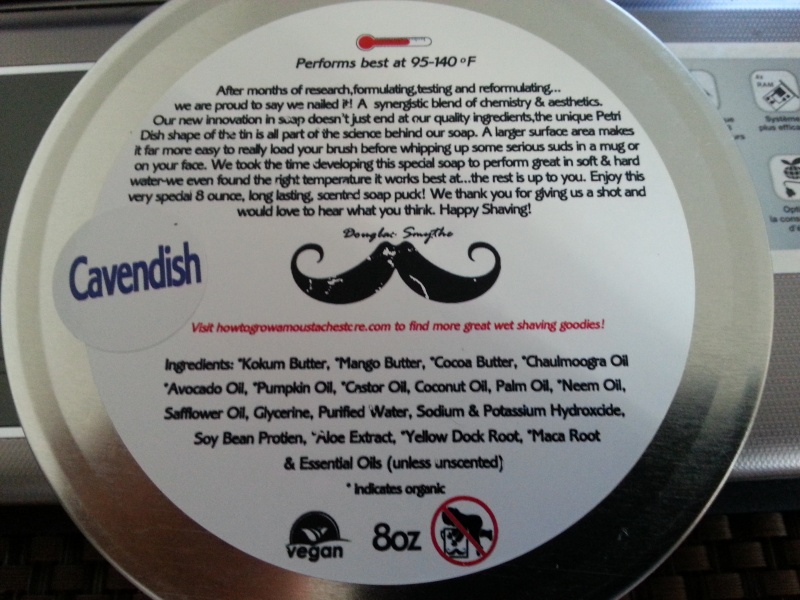 Performs best at 95-140 °F
After months of research,formulating,testing and reformulating...
we are proud to say we nailed it! A synergistic blend of chemistry & aesthetics.
Our new innovation in soap doesn't just end at our quality ingredients,the unique Petri
Dish shape of the tin is all part of the science behind our soap. A larger surface area makes
it far more easy to really load your brush before whipping up some serious suds in a mug or
on your face. We took the time developing this special soap to perform great in soft & hard
water-we even found the right temperature it works best at...the rest is up to you. Enjoy this
very special 8 ounce, long lasting, scented soap puck! We thank you for giving us a shot and
would love to hear what you think. Happy Shaving!
Douglas Smythe
Cavendish
Visit howtogrowamoustachestore.com to find more great wet shaving goodies!
Ingredients: *Kokum Butter, *Mango Butter, *Cocoa Butter, *Chaulmoogra Oil
*Avocado Oil, *Pumpkin Oil, *Castor Oil, Coconut Oil, Palm Oil, *Neem Oil,
Safflower Oil, Glycerine, Purified Water, Sodium & Potassium Hydroxcide,
Soy Bean Protien, *Aloe Extract, *Yellow Dock Root, *Maca Root
& Essential Oils (unless unscented)
* Indicates organic
vegan
8oz
RAM
Système
plus effica
Opti
la cons
d'é